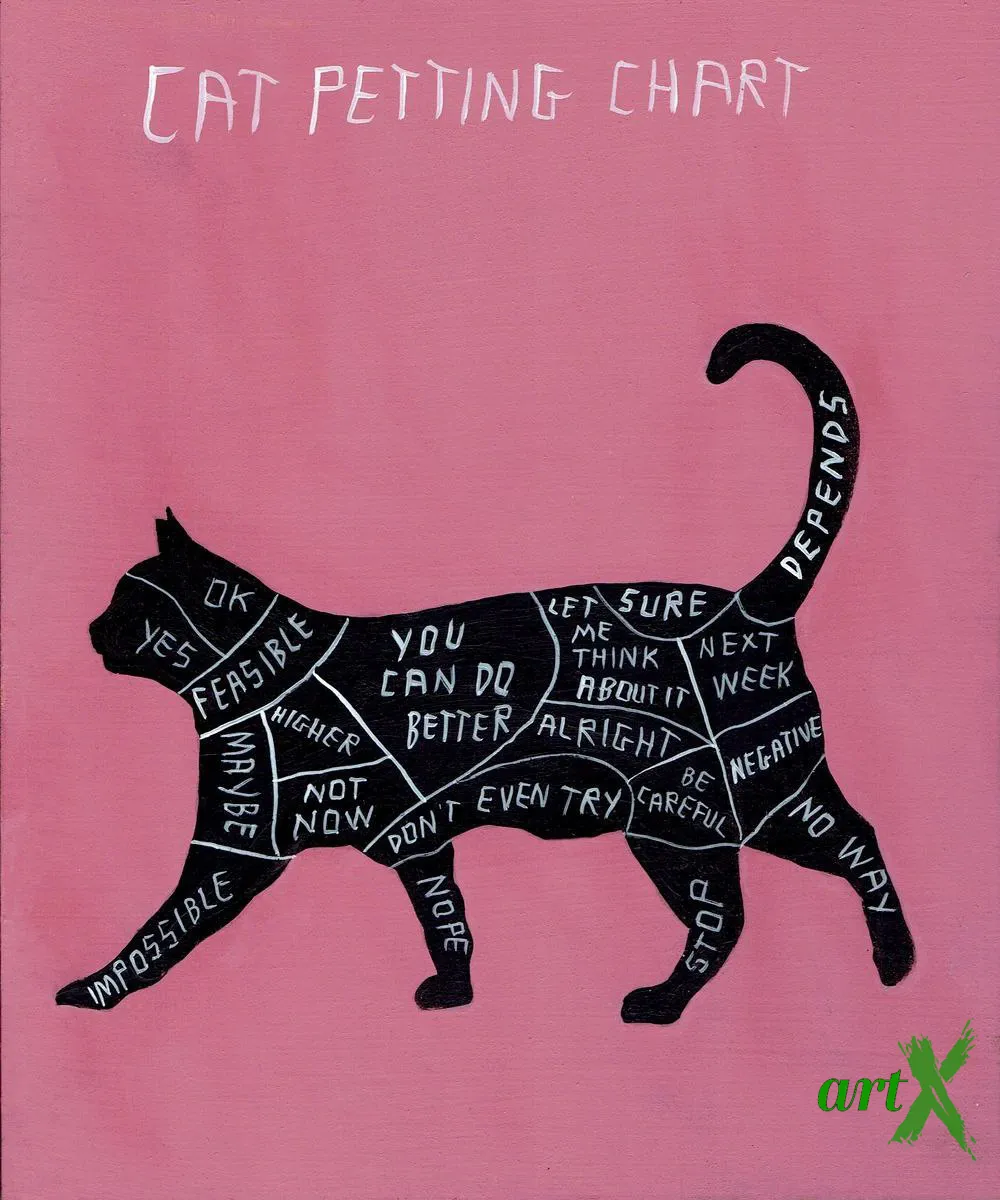 CAT PETTING CHART
DEPENDS
OK
YES
FEASIBLE
YOU
CAN DO
BETTER
LET
ME
THINK
ABOUT IT
SURE
NEXT
WEEK
HIGHER
MAYBE
NOT
NOW
ALRIGHT
NEGATIVE
BE
CAREFUL
DON'T EVEN TRY
NO WAY
IMPOSSIBLE
NOPE
STOP
artX